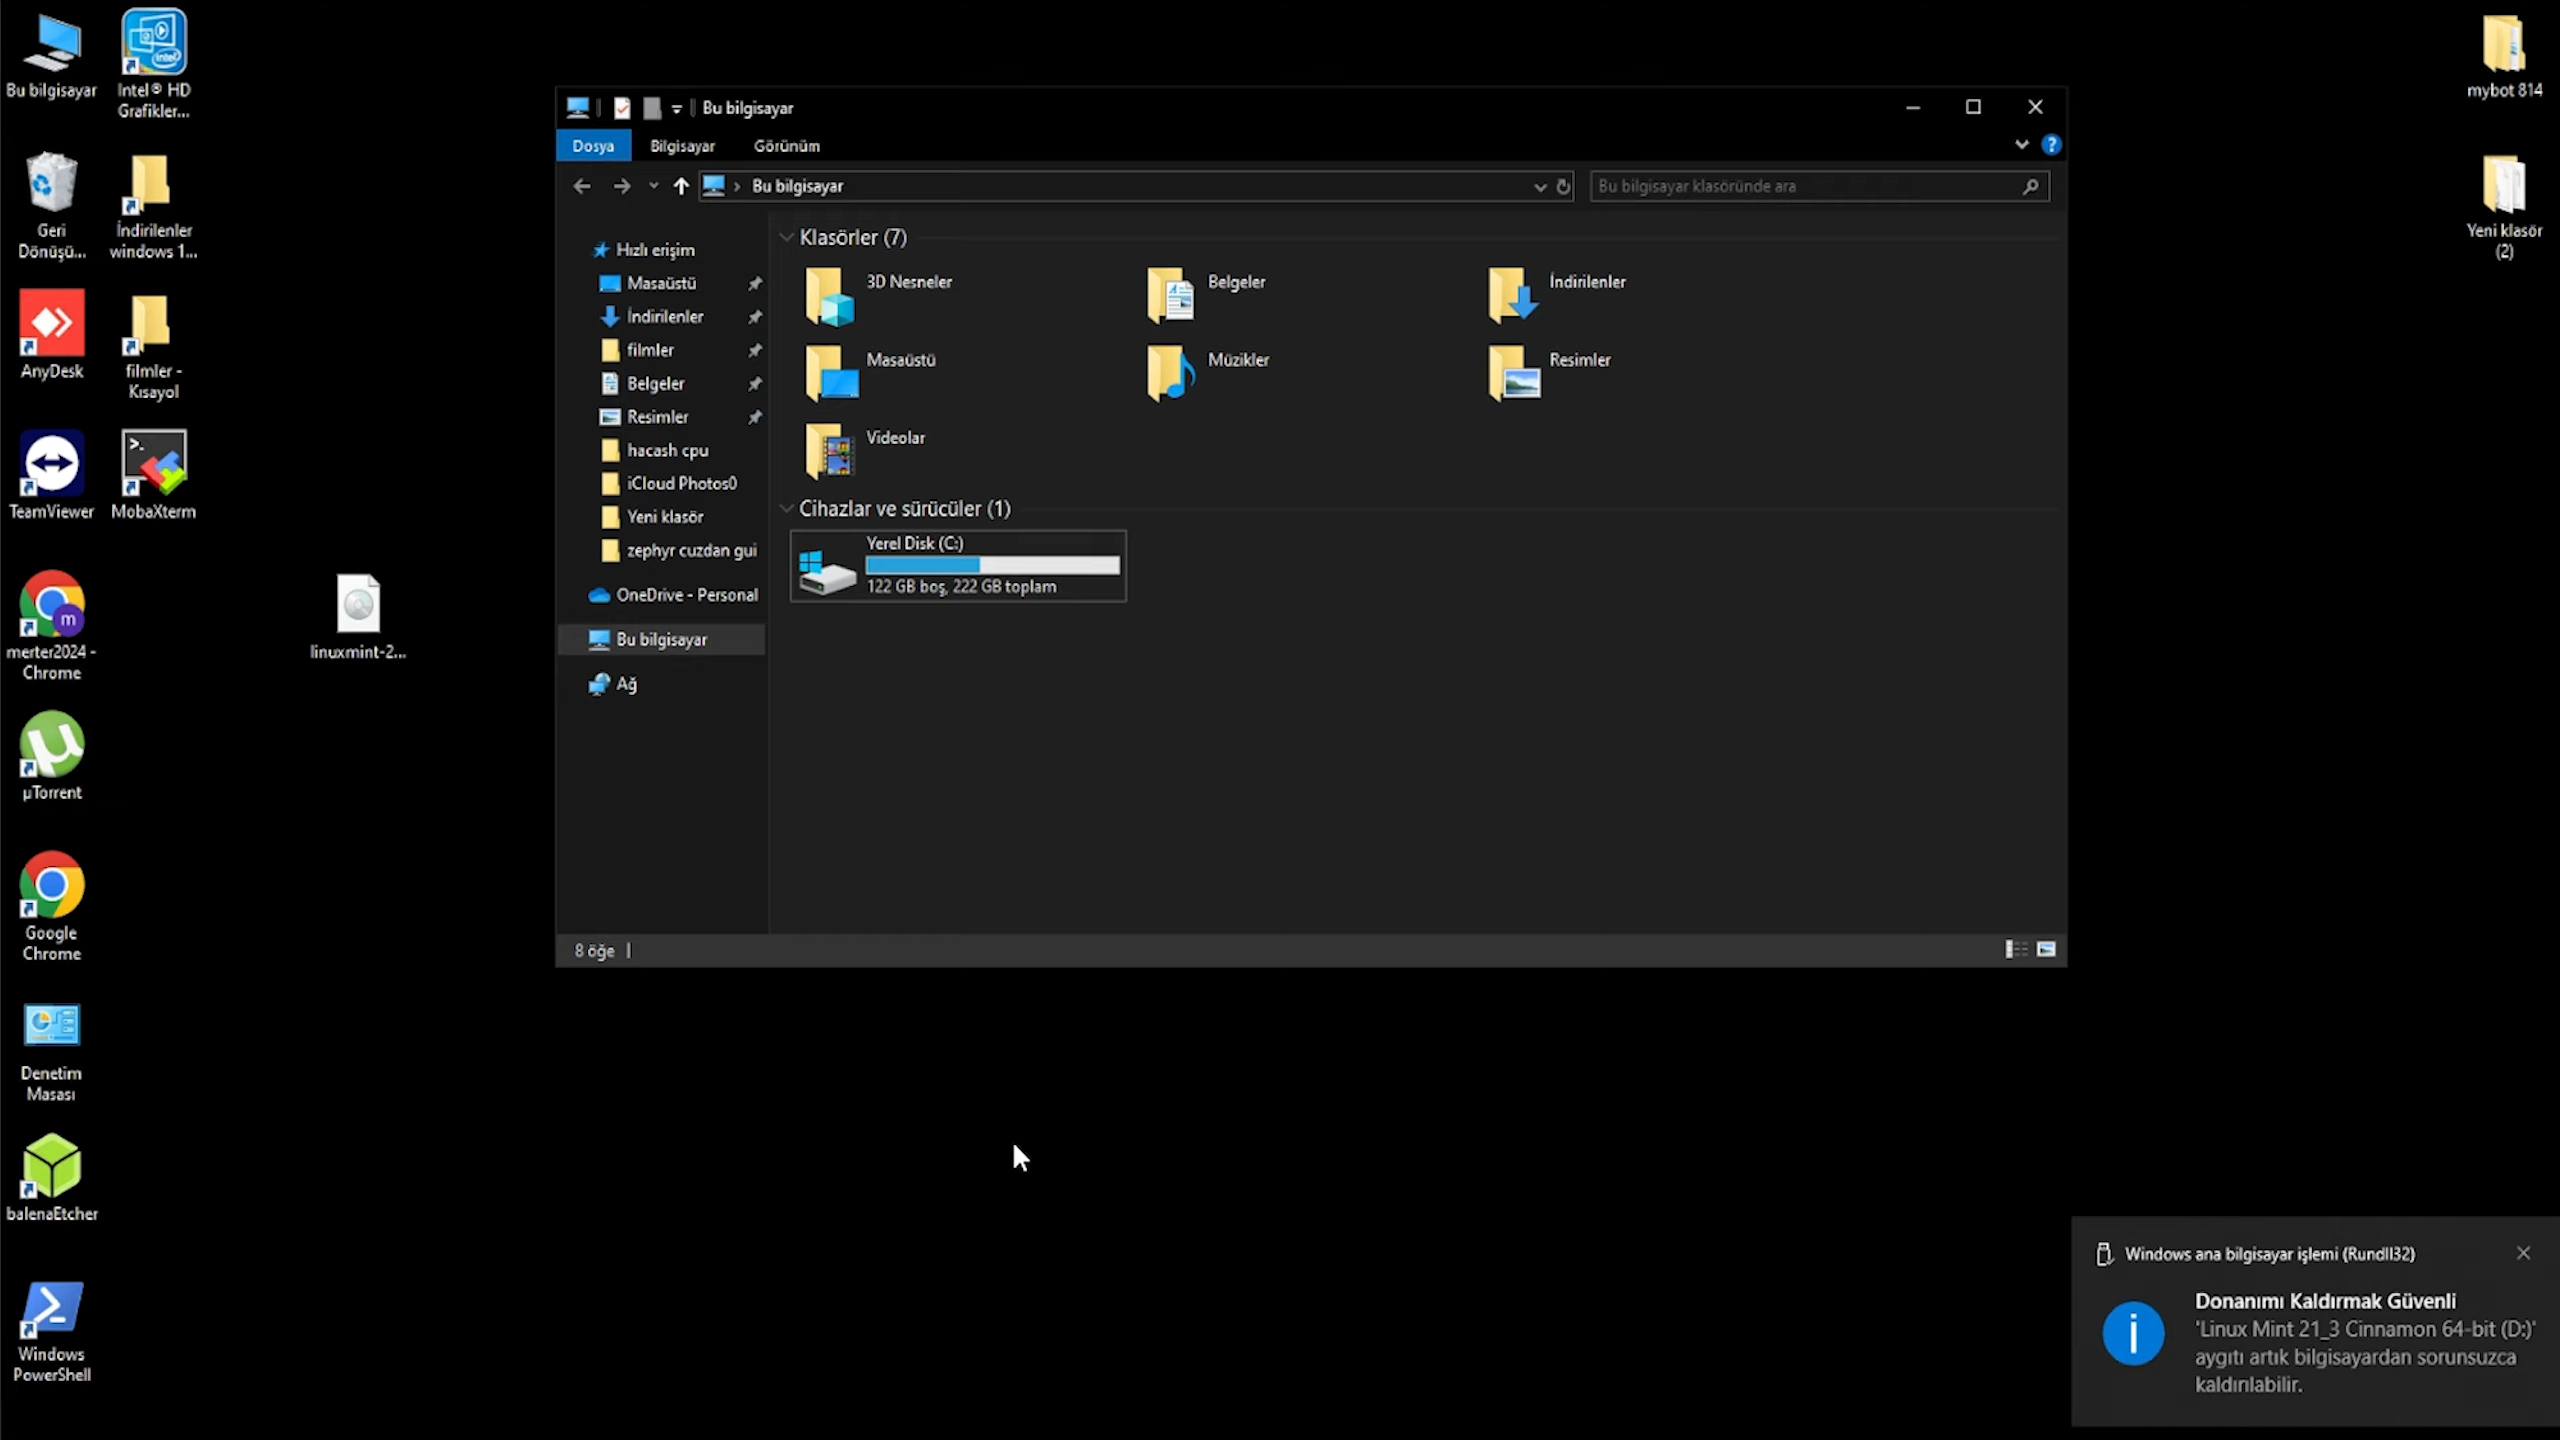 Bu bilgisayar
Intel® HD
Grafikler...
Geri
Dönüşü...
İndirilenler
windows 1...
AnyDesk
filmler -
Kısayol
TeamViewer
MobaXterm
merter2024 -
Chrome
linuxmint-2...
µTorrent
Google
Chrome
Denetim
Masası
balenaEtcher
Windows
PowerShell
Bu bilgisayar
Dosya
Bilgisayar
Görünüm
Bu bilgisayar
Bu bilgisayar klasöründe ara
Hızlı erişim
Masaüstü
İndirilenler
filmler
Belgeler
Resimler
hacash cpu
iCloud Photos0
Yeni klasör
zephyr cuzdan gui
OneDrive - Personal
Bu bilgisayar
Ağ
Klasörler (7)
3D Nesneler
Belgeler
İndirilenler
Masaüstü
Müzikler
Resimler
Videolar
Cihazlar ve sürücüler (1)
Yerel Disk (C:)
122 GB boş, 222 GB toplam
8 öğe
mybot 814
Yeni klasör
(2)
Windows ana bilgisayar işlemi (Rundll32)
Donanımı Kaldırmak Güvenli
'Linux Mint 21_3 Cinnamon 64-bit (D:)'
aygıtı artık bilgisayardan sorunsuzca
kaldırılabilir.